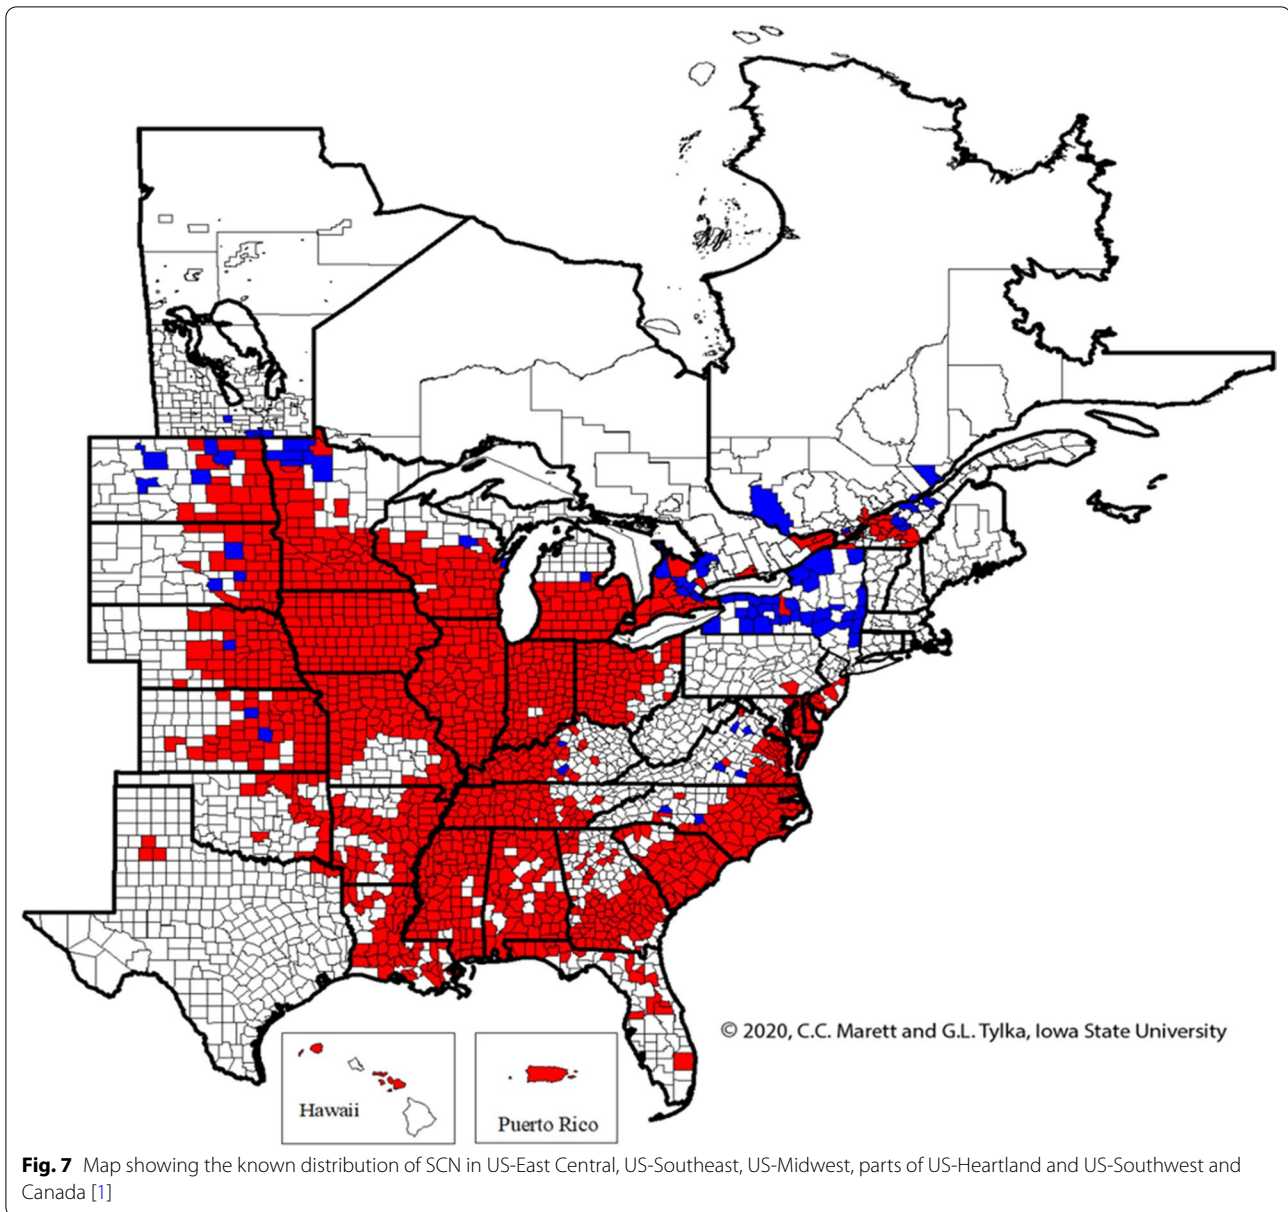 © 2020, C.C. Marett and G.L. Tylka, Iowa State University
Hawaii
Puerto Rico
Fig. 7 Map showing the known distribution of SCN in US-East Central, US-Southeast, US-Midwest, parts of US-Heartland and US-Southwest and
Canada [1]